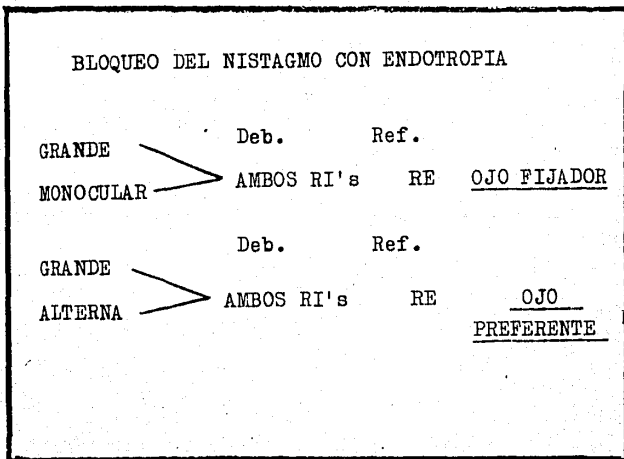 BLOQUEO DEL NISTAGMO CON ENDOTROPIA
Deb. Ref.
GRANDE
AMBOS RI's RE OJO FIJADOR
MONOCULAR
Deb. Ref.
GRANDE
AMBOS RI's RE OJO
ALTERNA
PREFERENTE